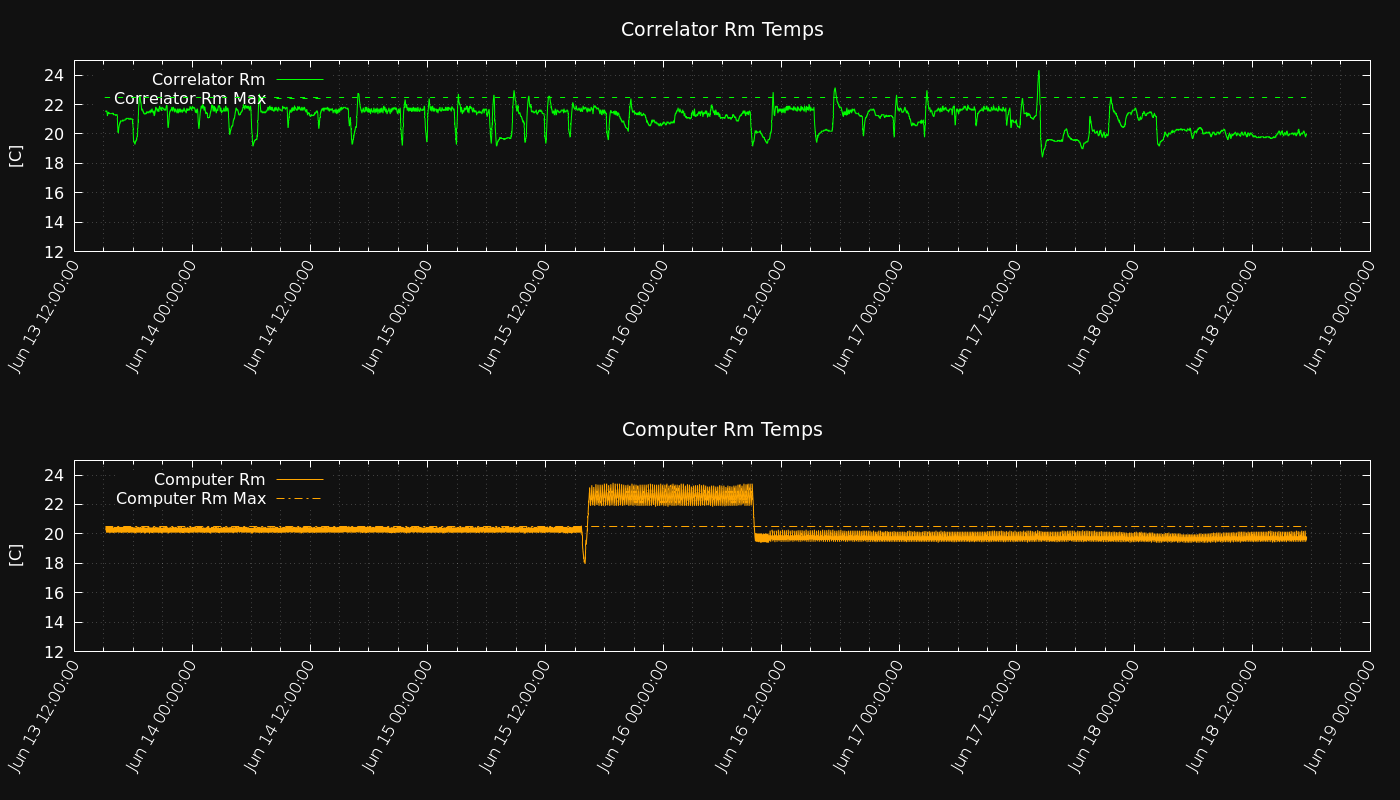 Correlator Rm Temps
24
22
20
18
16
14
12
[C]
Correlator Rm
Correlator Rm Max
Jun 13 12:00:00
Jun 14 00:00:00
Jun 14 12:00:00
Jun 15 00:00:00
Jun 15 12:00:00
Jun 16 00:00:00
Jun 16 12:00:00
Jun 17 00:00:00
Jun 17 12:00:00
Jun 18 00:00:00
Jun 18 12:00:00
Jun 19 00:00:00
Computer Rm Temps
24
22
20
18
16
14
12
[C]
Computer Rm
Computer Rm Max
Jun 13 12:00:00
Jun 14 00:00:00
Jun 14 12:00:00
Jun 15 00:00:00
Jun 15 12:00:00
Jun 16 00:00:00
Jun 16 12:00:00
Jun 17 00:00:00
Jun 17 12:00:00
Jun 18 00:00:00
Jun 18 12:00:00
Jun 19 00:00:00